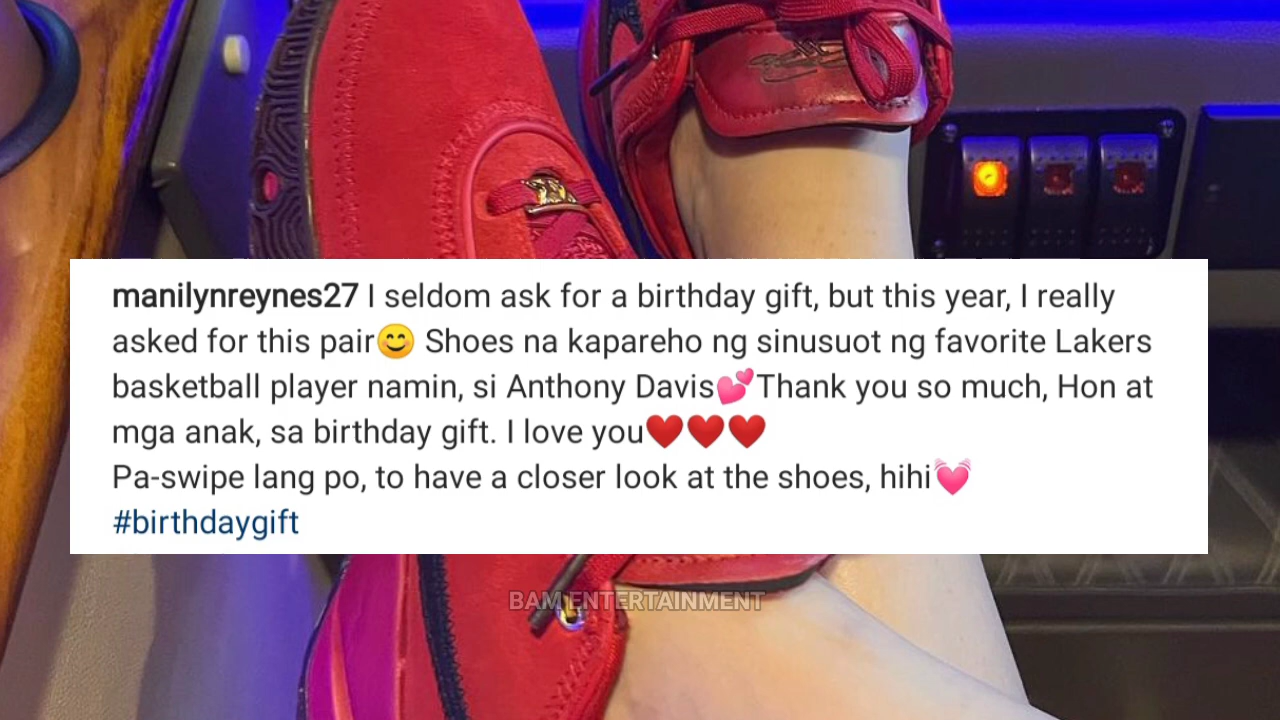 manilynreynes27 I seldom ask for a birthday gift, but this year, I really
asked for this pair😊 Shoes na kapareho ng sinusuot ng favorite Lakers
basketball player namin, si Anthony Davis💕Thank you so much, Hon at
mga anak, sa birthday gift. I love you❤️❤️❤️
Pa-swipe lang po, to have a closer look at the shoes, hihi💓
#birthdaygift
BAM ENTERTAINMENT